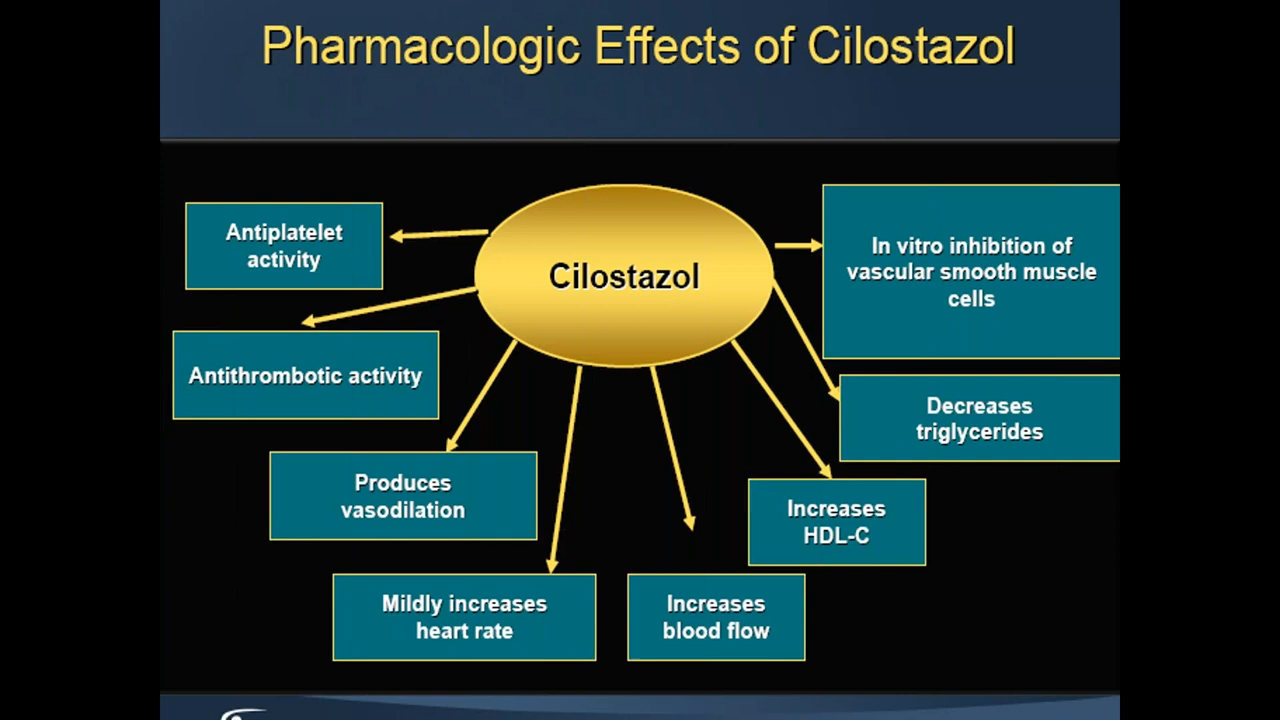 Pharmacologic Effects of Cilostazol
Antiplatelet
activity
Cilostazol
In vitro inhibition of
vascular smooth muscle
cells
Antithrombotic activity
Decreases
triglycerides
Produces
vasodilation
Increases
HDL-C
Mildly increases
heart rate
Increases
blood flow